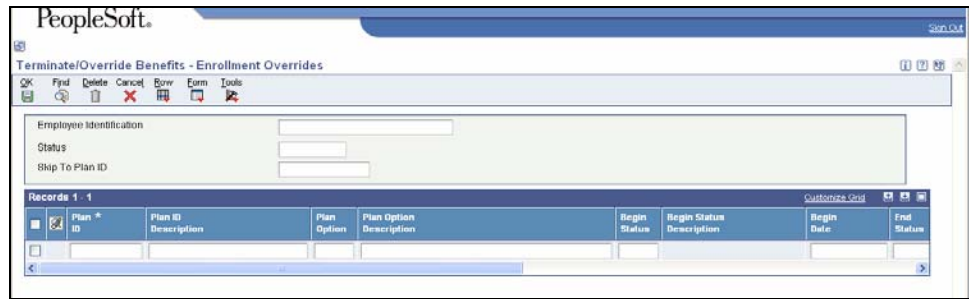 PeopleSoft.
Sign Out
Terminate/Override Benefits - Enrollment Overrides
OK Find Delete Cancel Row Form Tools
Employee Identification
Status
Skip To Plan ID
Records 1 - 1
Customize Grid
Plan * ID
Plan ID Description
Plan Option
Plan Option Description
Begin Status
Begin Status Description
Begin Date
End Status